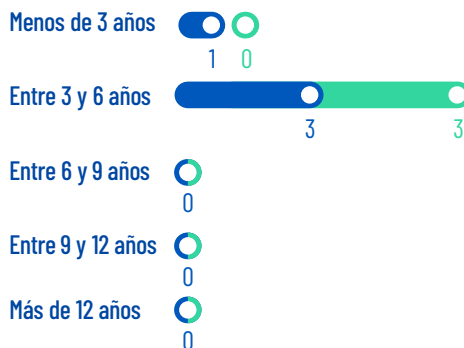 Menos de 3 años
1 0
Entre 3 y 6 años
3 3
Entre 6 y 9 años
0
Entre 9 y 12 años
0
Más de 12 años
0